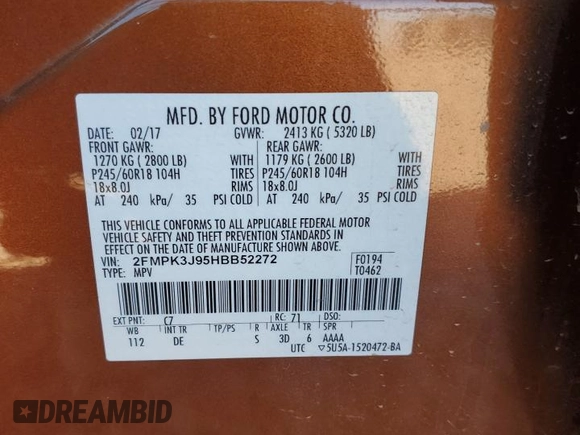 MFD. BY FORD MOTOR CO.
DATE: 02/17 GVWR: 2413 KG ( 5320 LB)
FRONT GAWR: REAR GAWR:
1270 KG ( 2800 LB) WITH 1179 KG ( 2600 LB) WITH
P245/60R18 104H TIRES P245/60R18 104H TIRES
18x8.0J RIMS 18x8.0J RIMS
AT 240 kPa/ 35 PSI COLD AT 240 kPa/ 35 PSI COLD
THIS VEHICLE CONFORMS TO ALL APPLICABLE FEDERAL MOTOR
VEHICLE SAFETY AND THEFT PREVENTION STANDARDS IN
EFFECT ON THE DATE OF MANUFACTURE SHOWN ABOVE.
VIN: 2FMPK3J95HBB52272 F0194
TYPE: MPV T0462
EXT PNT: C7 RC: 71 DSO:
WB INT TR TP/PS R AXLE TR SPR
112 DE S 3D 6 AAAA
UTC ▽5U5A-1520472-BA
DREAMBID